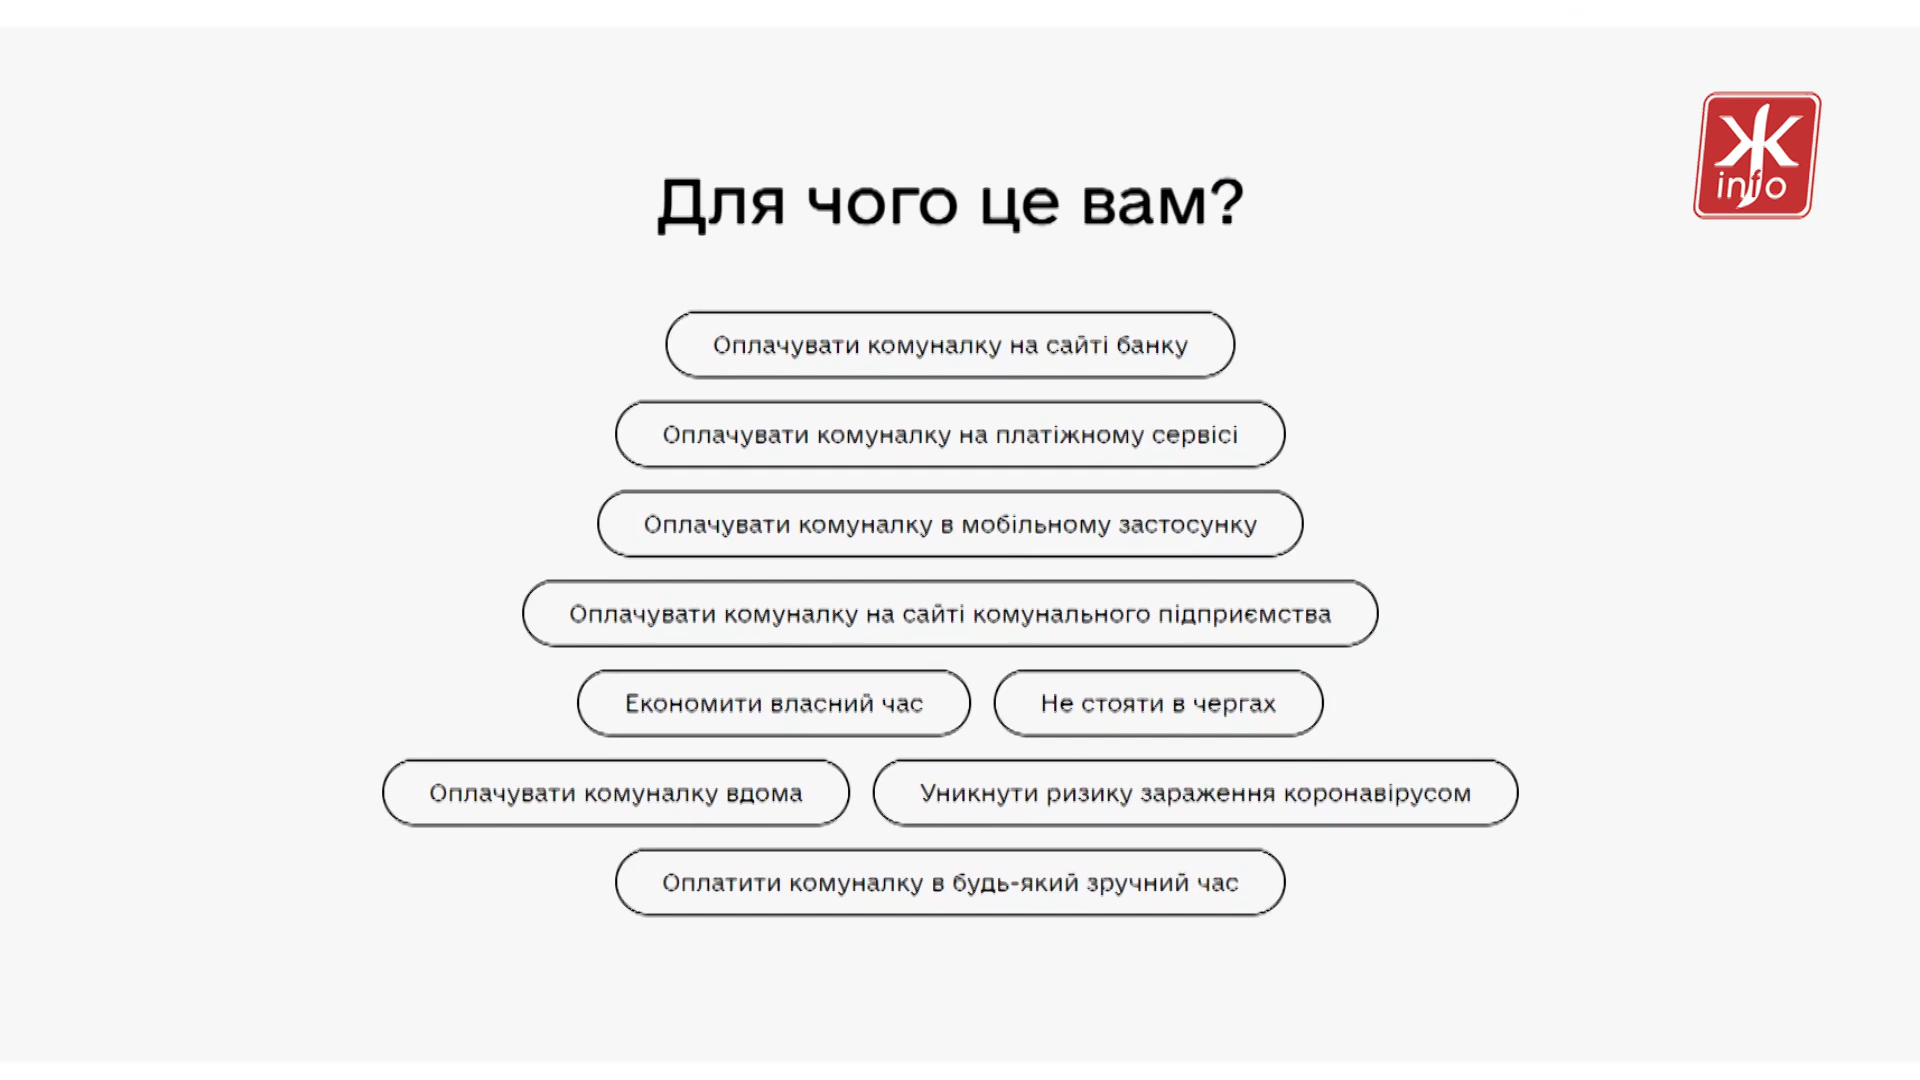 Ж
info
Для чого це вам?
Оплачувати комуналку на сайті банку
Оплачувати комуналку на платіжному сервісі
Оплачувати комуналку в мобільному застосунку
Оплачувати комуналку на сайті комунального підприємства
Економити власний час
Не стояти в чергах
Оплачувати комуналку вдома
Уникнути ризику зараження коронавірусом
Оплатити комуналку в будь-який зручний час